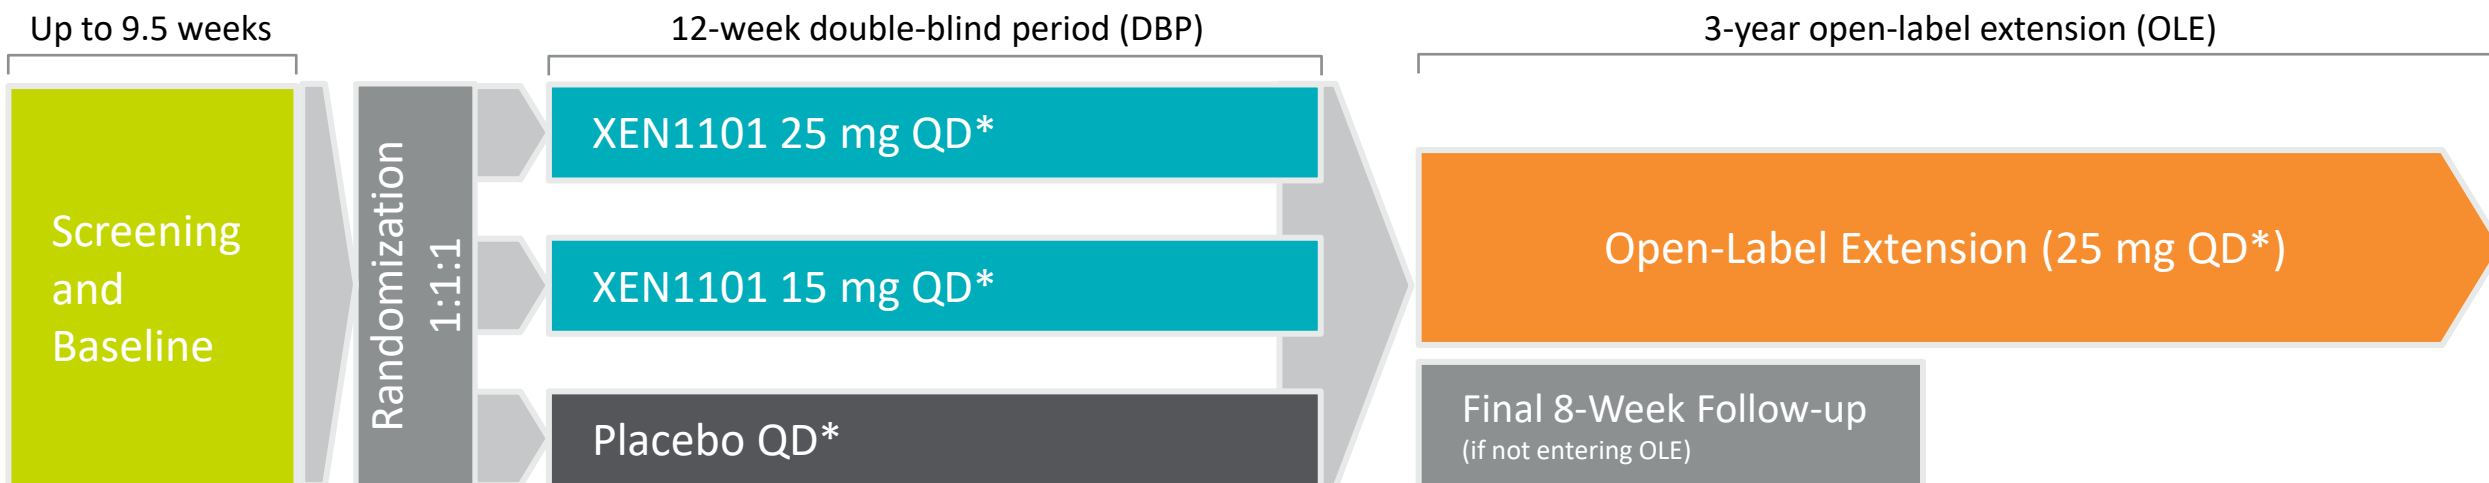 Up to 9.5 weeks
12-week double-blind period (DBP)
3-year open-label extension (OLE)
Screening
and
Baseline
Randomization
1:1:1
XEN1101 25 mg QD*
XEN1101 15 mg QD*
Placebo QD*
Open-Label Extension (25 mg QD*)
Final 8-Week Follow-up
(if not entering OLE)